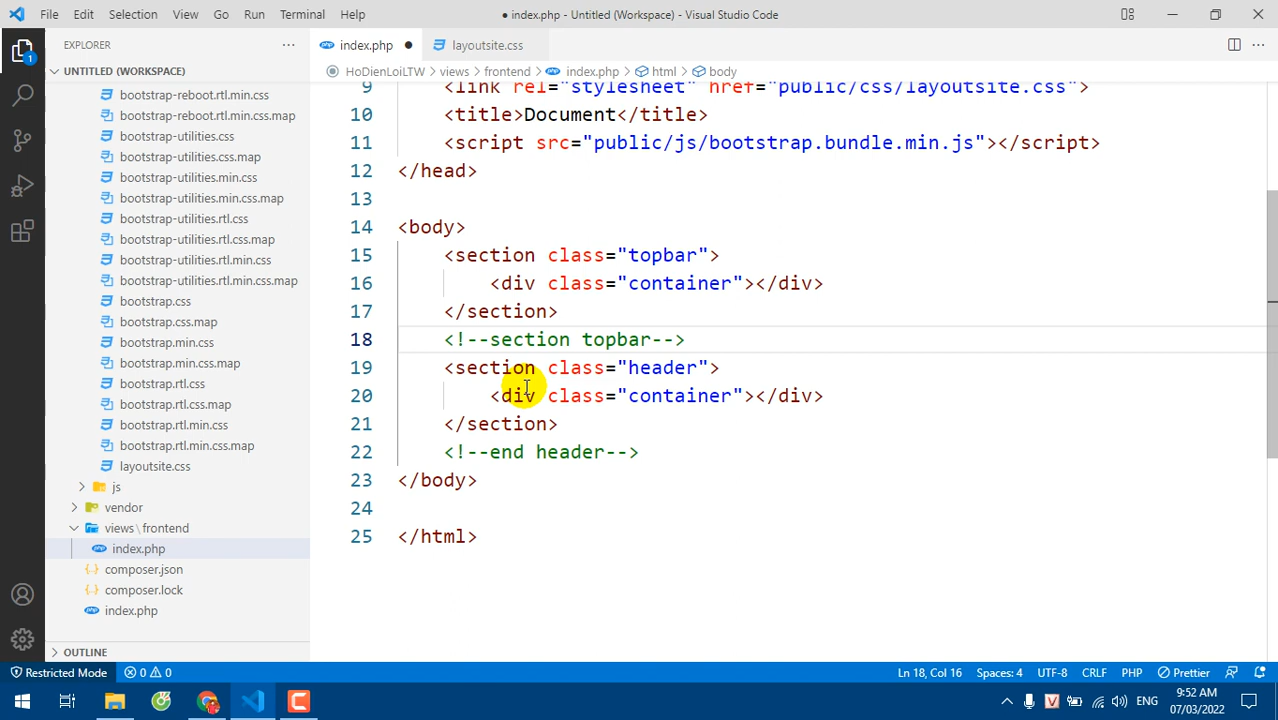 File Edit Selection View Go Run Terminal Help
● index.php - Untitled (Workspace) - Visual Studio Code
EXPLORER
index.php
layoutsite.css
UNTITLED (WORKSPACE)
HoDienLoiLTW > views > frontend > index.php > html > body
bootstrap-reboot.rtl.min.css
bootstrap-reboot.rtl.min.css.map
bootstrap-utilities.css
bootstrap-utilities.css.map
bootstrap-utilities.min.css
bootstrap-utilities.min.css.map
bootstrap-utilities.rtl.css
bootstrap-utilities.rtl.css.map
bootstrap-utilities.rtl.min.css
bootstrap-utilities.rtl.min.css.map
bootstrap.css
bootstrap.css.map
bootstrap.min.css
bootstrap.min.css.map
bootstrap.rtl.css
bootstrap.rtl.css.map
bootstrap.rtl.min.css
bootstrap.rtl.min.css.map
layoutsite.css
js
vendor
views \ frontend
index.php
composer.json
composer.lock
index.php
OUTLINE
9 <link rel="stylesheet" href="public/css/layoutsite.css">
10 <title>Document</title>
11 <script src="public/js/bootstrap.bundle.min.js"></script>
12 </head>
13
14 <body>
15 <section class="topbar">
16 <div class="container"></div>
17 </section>
18 <!--section topbar-->
19 <section class="header">
20 <div class="container"></div>
21 </section>
22 <!--end header-->
23 </body>
24
25 </html>
1
Restricted Mode
0 0
Ln 18, Col 16
Spaces: 4
UTF-8
CRLF
PHP
Prettier
V
ENG
9:52 AM
07/03/2022